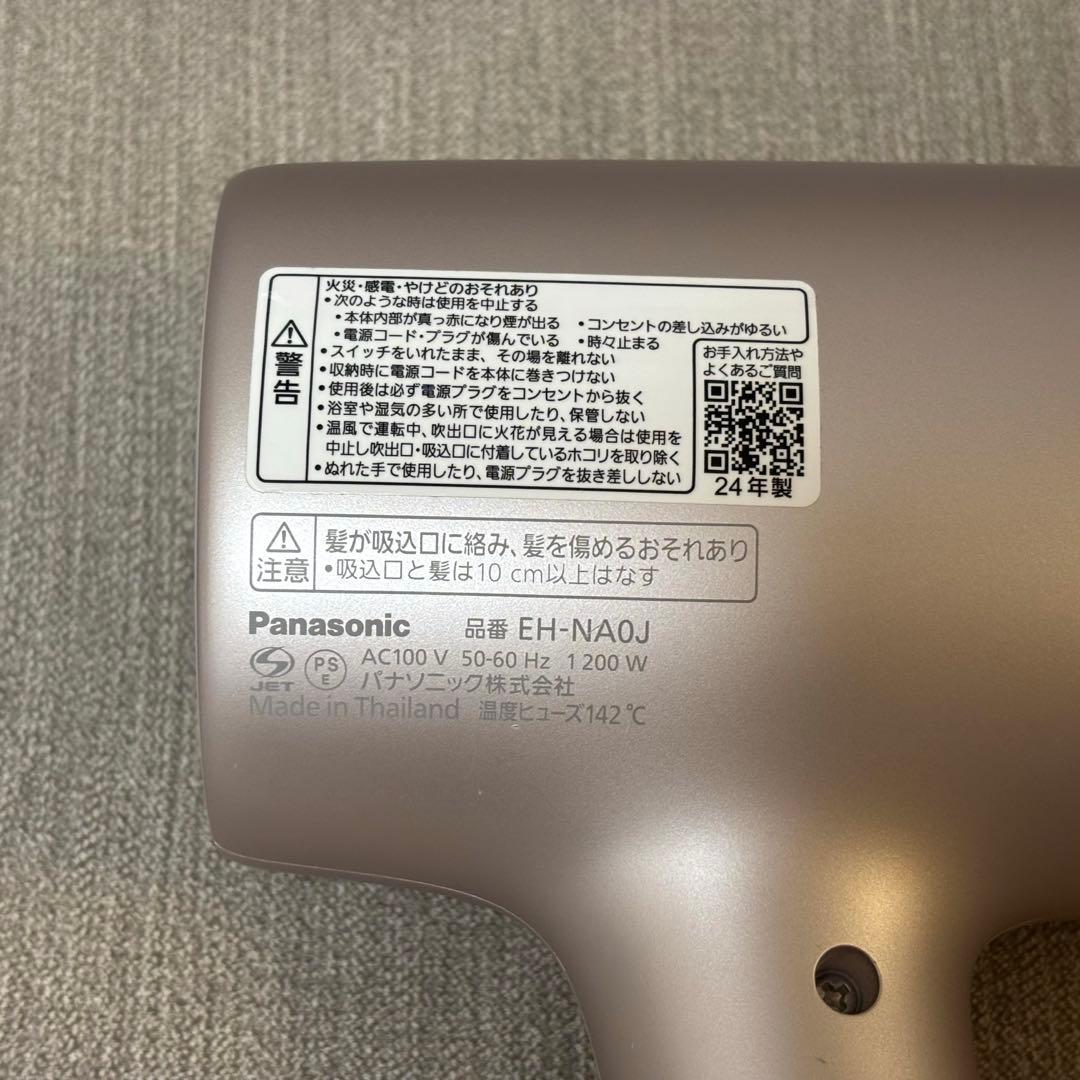 火災・感電・やけどのおそれあり
•次のような時は使用を中止する
•本体内部が真っ赤になり煙が出る •コンセントの差し込みがゆるい
•電源コード・プラグが傷んでいる •時々止まる
•スイッチをいれたまま、その場を離れない
•収納時に電源コードを本体に巻きつけない
•使用後は必ず電源プラグをコンセントから抜く
•浴室や湿気の多い所で使用したり、保管しない
•温風で運転中、吹出口に火花が見える場合は使用を
中止し吹出口・吸込口に付着しているホコリを取り除く
•ぬれた手で使用したり、電源プラグを抜き差ししない
警告
お手入れ方法や
よくあるご質問
24年製
注意
髪が吸込口に絡み、髪を傷めるおそれあり
•吸込口と髪は10 cm以上はなす
Panasonic 品番 EH-NA0J
JET PSE AC100 V 50-60 Hz 1 200 W
パナソニック株式会社
Made in Thailand 温度ヒューズ142℃